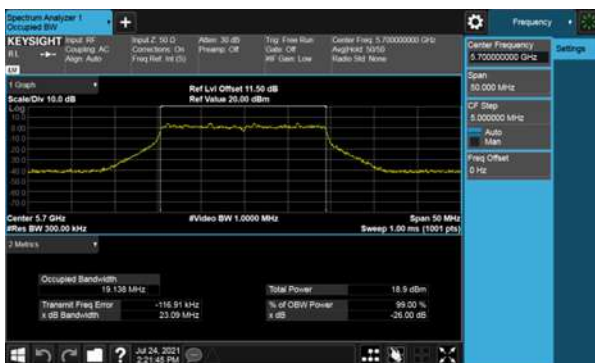 Spectrum Analyzer 1
Occupied BW
+
Frequency
KEYSIGHT
Input: RF
Input Z: 50 Ω
Atten: 30 dB
Trig: Free Run
Center Freq: 5.700000000 GHz
RL
Coupling: AC
Corrections: On
Preamp: Off
Gate: Off
Avg|Hold: 50/50
Align: Auto
Freq Ref: Int (S)
#IF Gain: Low
Radio Std: None
Center Frequency
5.700000000 GHz
Settings
Span
50.000 MHz
CF Step
5.000000 MHz
Auto
Man
Freq Offset
0 Hz
1 Graph
Ref Lvl Offset 11.50 dB
Scale/Div 10.0 dB
Ref Value 20.00 dBm
Log
10.0
0.00
Center 5.7 GHz
#Video BW 1.0000 MHz
Span 50 MHz
#Res BW 300.00 kHz
Sweep 1.00 ms (1001 pts)
2 Metrics
Occupied Bandwidth
19.138 MHz
Total Power
18.9 dBm
Transmit Freq Error
-116.91 kHz
% of OBW Power
99.00 %
x dB Bandwidth
23.09 MHz
x dB
-26.00 dB
?
Jul 24, 2021
2:21:45 PM